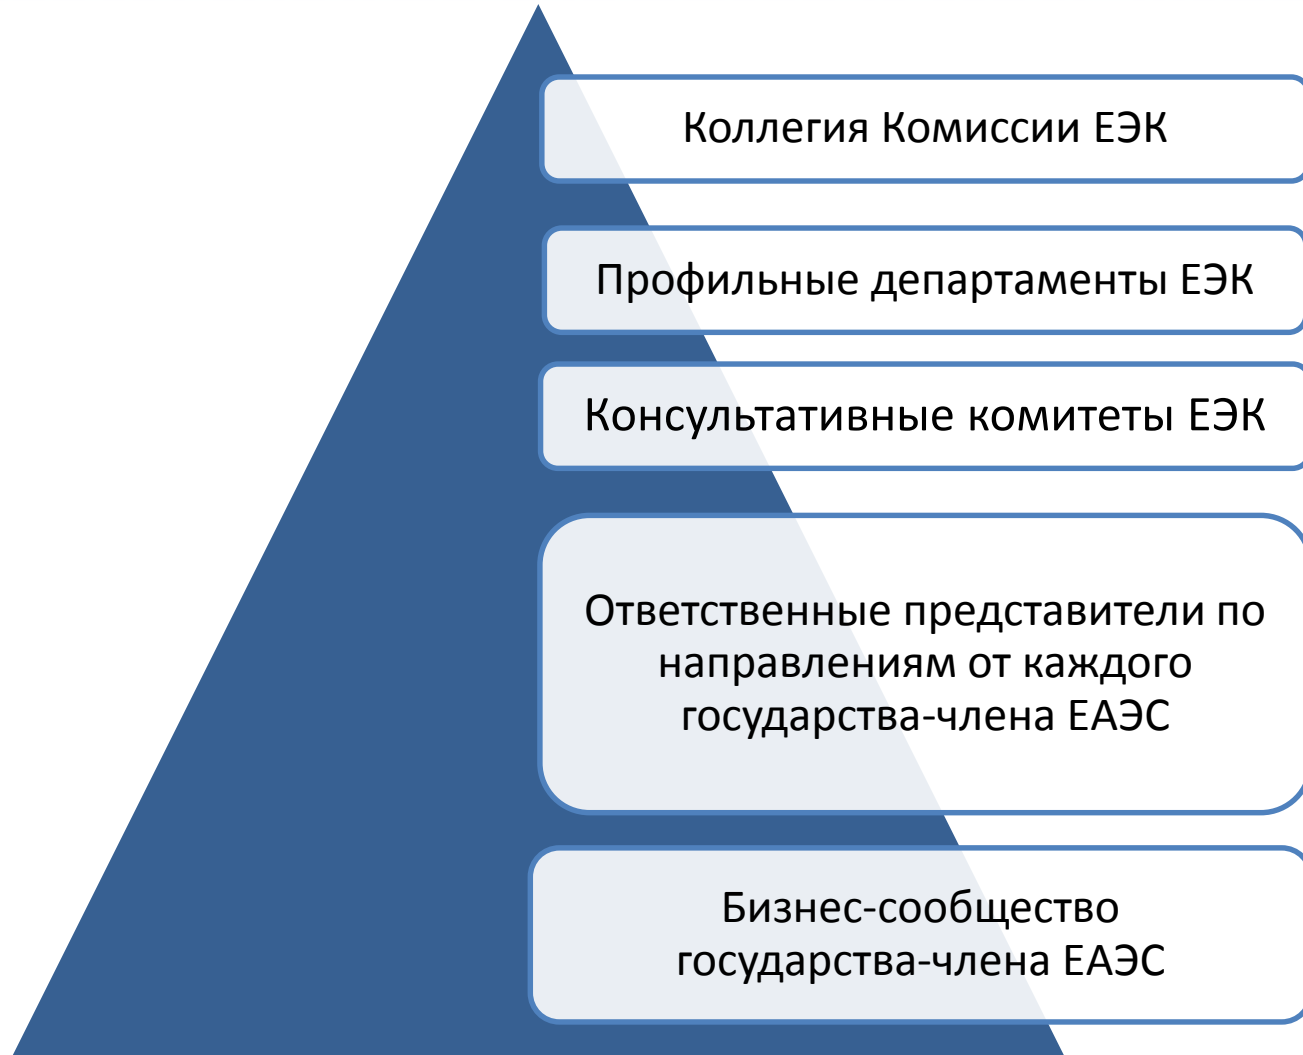 Коллегия Комиссии ЕЭК
Профильные департаменты ЕЭК
Консультативные комитеты ЕЭК
Ответственные представители по
направлениям от каждого
государства-члена ЕАЭС
Бизнес-сообщество
государства-члена ЕАЭС